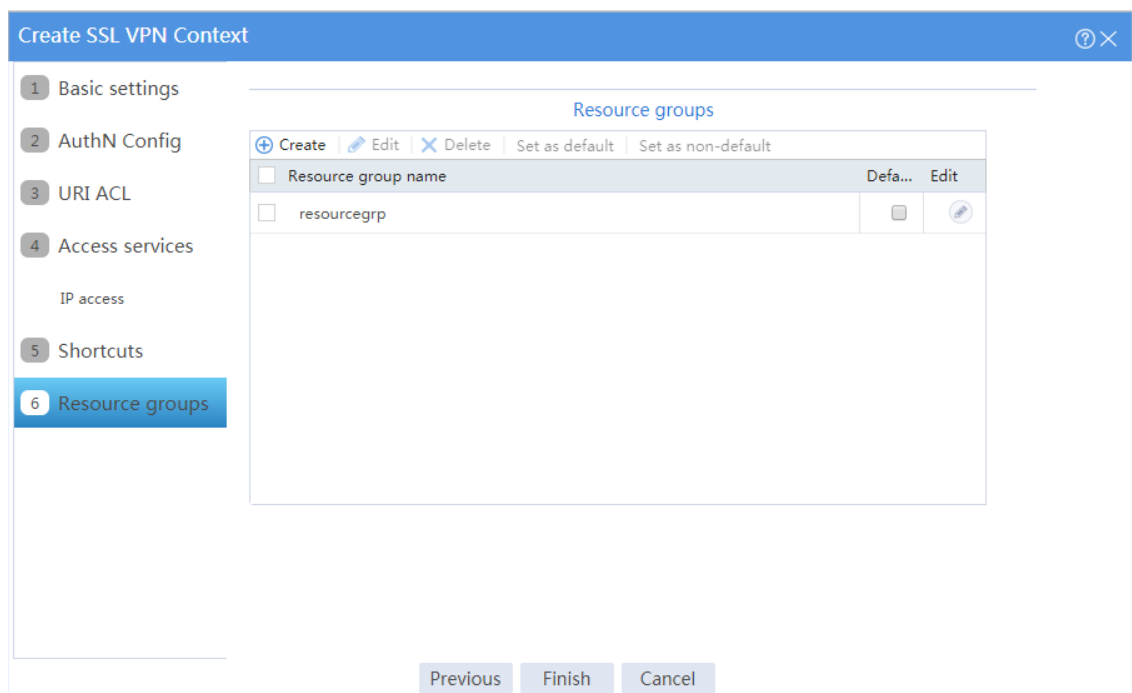 Create SSL VPN Context
1 Basic settings
2 AuthN Config
3 URI ACL
4 Access services
IP access
5 Shortcuts
6 Resource groups
Resource groups
Create Edit Delete Set as default Set as non-default
Resource group name Defa... Edit
resourcegrp
Previous Finish Cancel